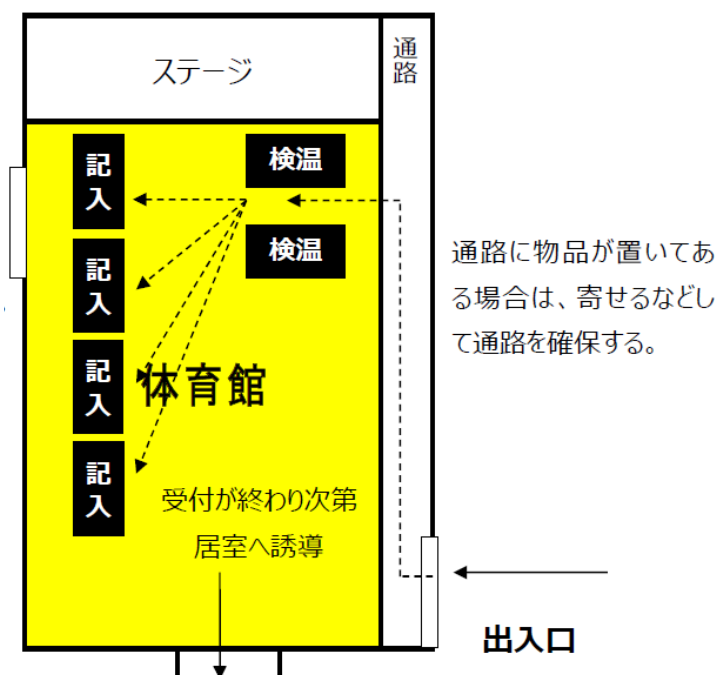 ステージ
通路
検温
検温
記入
記入
記入
記入
体育館
受付が終わり次第
居室へ誘導
通路に物品が置いてあ
る場合は、寄せるなどし
て通路を確保する。
出入口